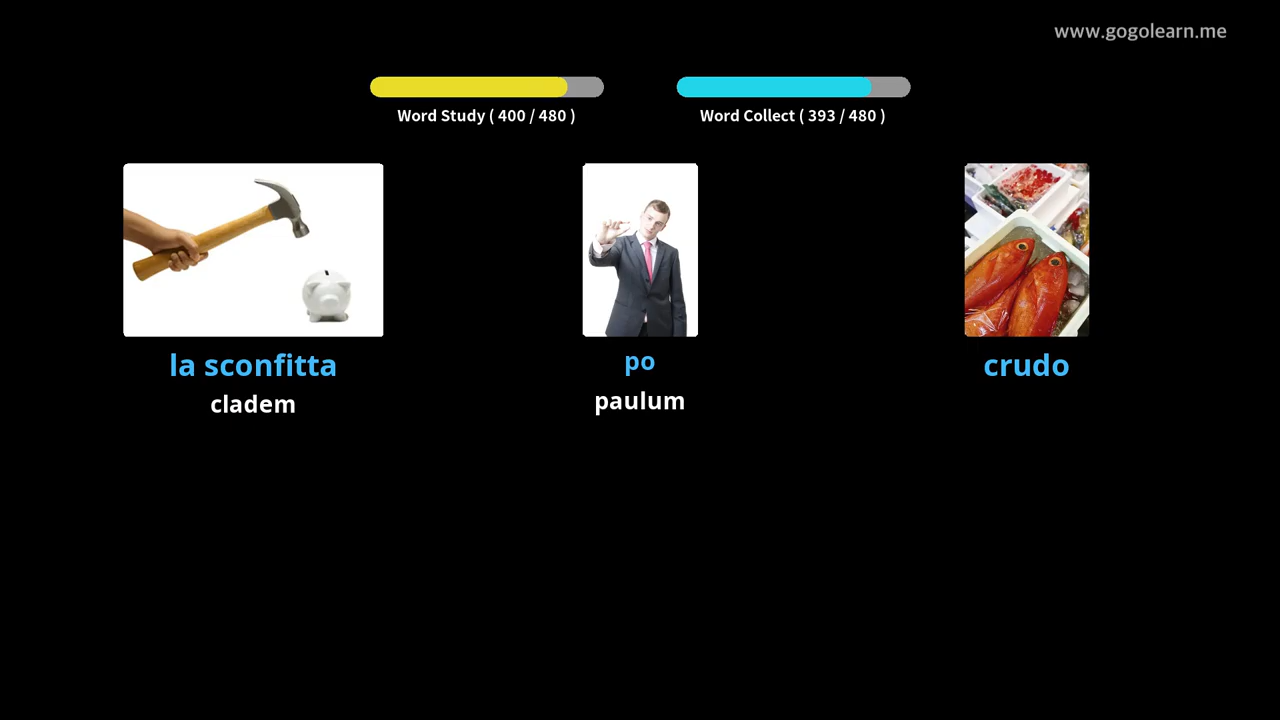 www.gogolearn.me
Word Study ( 400 / 480 )
Word Collect ( 393 / 480 )
la sconfitta
cladem
po
paulum
crudo